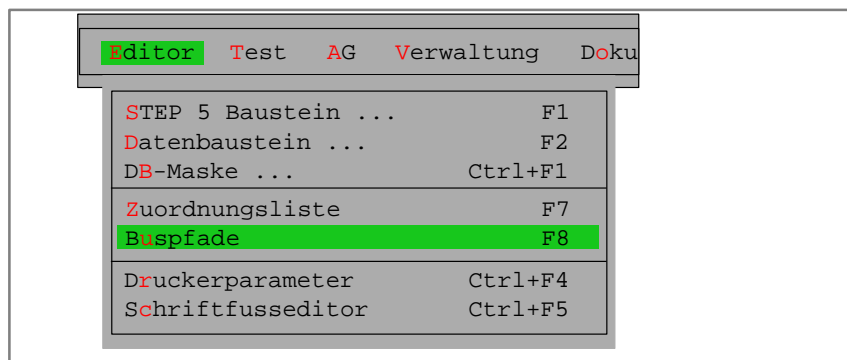 Editor Test AG Verwaltung Doku
STEP 5 Baustein ... F1
Datenbaustein ... F2
DB-Maske ... Ctrl+F1
Zuordnungsliste F7
Buspfade F8
Druckerparameter Ctrl+F4
Schriftfusseditor Ctrl+F5